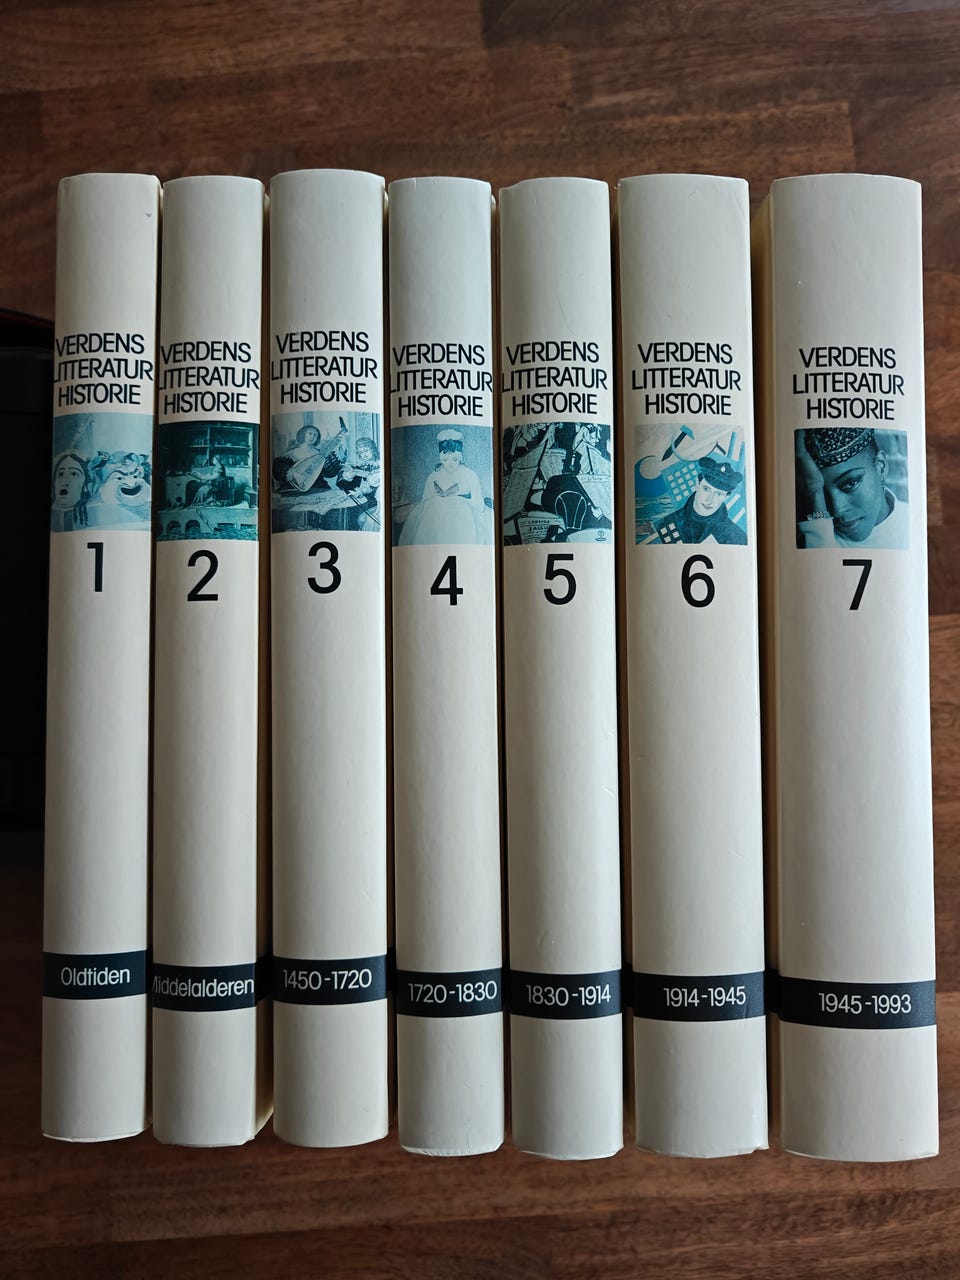 VERDENS
LITTERATUR
HISTORIE
1
Oldtiden
VERDENS
LITTERATUR
HISTORIE
2
Middelalderen
VERDENS
LITTERATUR
HISTORIE
3
1450-1720
VERDENS
LITTERATUR
HISTORIE
4
1720-1830
VERDENS
LITTERATUR
HISTORIE
5
1830-1914
VERDENS
LITTERATUR
HISTORIE
6
1914-1945
VERDENS
LITTERATUR
HISTORIE
7
1945-1993